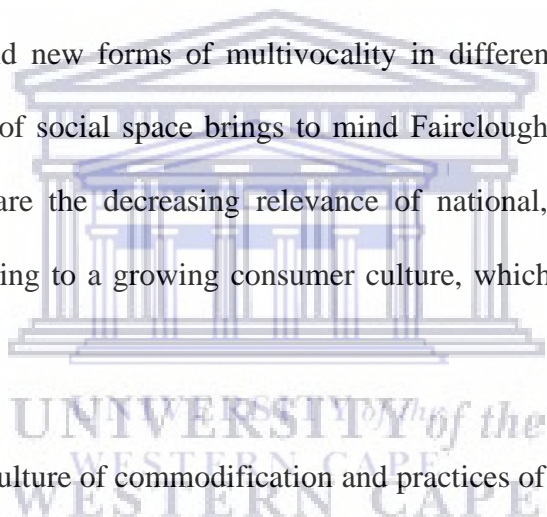 d new forms of multivocality in differen
of social space brings to mind Fairclough
are the decreasing relevance of national,
ing to a growing consumer culture, which
UNIVERSITY of the
WESTERN CAPE
ulture of commodification and practices of